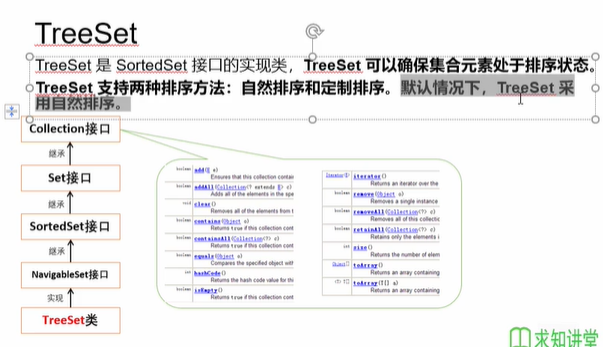 TreeSet
TreeSet 是 SortedSet 接口的实现类，TreeSet 可以确保集合元素处于排序状态。
TreeSet 支持两种排序方法：自然排序和定制排序。默认情况下，TreeSet 采
用自然排序。
Collection接口
继承
Set接口
继承
SortedSet接口
继承
NavigableSet接口
实现
TreeSet类
boolean add(E e)
Ensures that this collection contai
boolean addAll(Collection<? extends E> c)
Adds all of the elements in the spe
void clear()
Removes all of the elements from t
boolean contains(Object o)
Returns true if this collection cont
boolean containsAll(Collection<?> c)
Returns true if this collection cont
boolean equals(Object o)
Compares the specified object with
int hashCode()
Returns the hash code value for thi
boolean isEmpty()
Returns true if this collection cont
iterator()
Returns an iterator over the
boolean remove(Object o)
Removes a single instance
boolean removeAll(Collection<?> c)
Removes all of this collec
boolean retainAll(Collection<?> c)
Retains only the elements i
int size()
Returns the number of elem
Object[] toArray()
Returns an array containing
<T> T[] toArray(T[] a)
Returns an array containing
求知讲堂